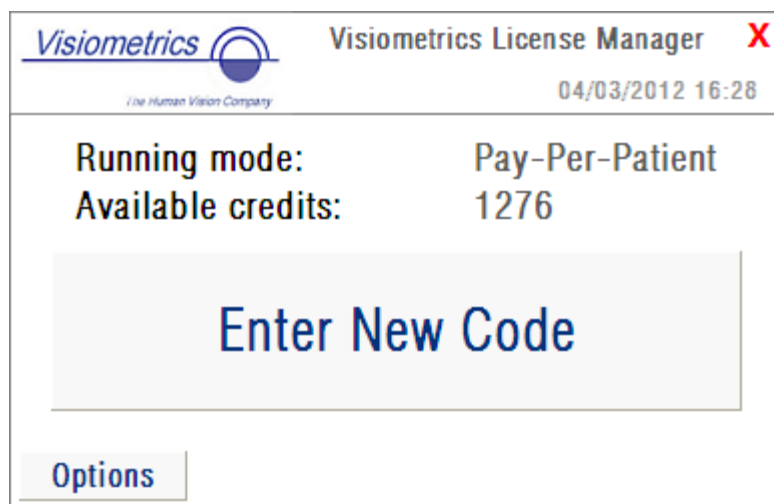 Visiometrics
The Human Vision Company
Visiometrics License Manager X
04/03/2012 16:28
Running mode: Pay-Per-Patient
Available credits: 1276
Enter New Code
Options